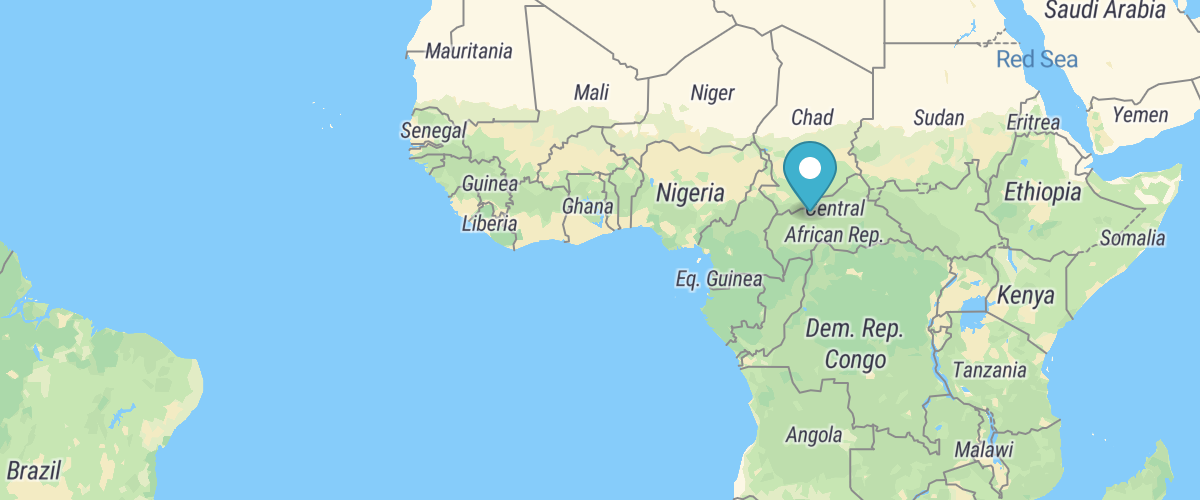 Saudi Arabia
Mauritania
Red Sea
Mali
Niger
Chad
Sudan
Eritrea
Yemen
Senegal
Guinea
Nigeria
Ethiopia
Ghana
Liberia
Central
African Rep.
Somalia
Eq. Guinea
Kenya
Dem. Rep.
Congo
Tanzania
Angola
Malawi
Brazil